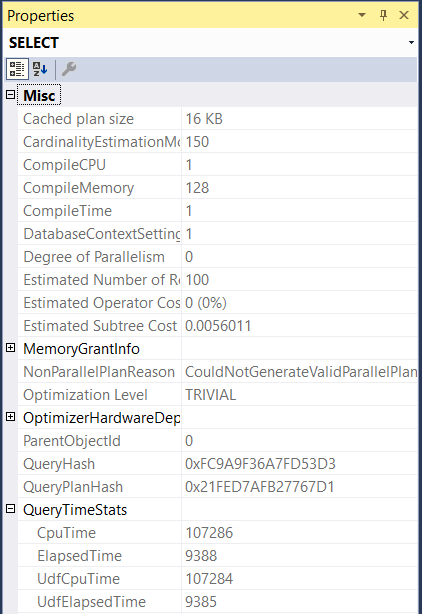 Properties
SELECT
Misc
Cached plan size 16 KB
CardinalityEstimationMo 150
CompileCPU 1
CompileMemory 128
CompileTime 1
DatabaseContextSetting 1
Degree of Parallelism 0
Estimated Number of Ro 100
Estimated Operator Cos 0 (0%)
Estimated Subtree Cost 0.0056011
MemoryGrantInfo
NonParallelPlanReason CouldNotGenerateValidParallelPlan
Optimization Level TRIVIAL
OptimizerHardwareDep
ParentObjectId 0
QueryHash 0xFC9A9F36A7FD53D3
QueryPlanHash 0x21FED7AFB27767D1
QueryTimeStats
CpuTime 107286
ElapsedTime 9388
UdfCpuTime 107284
UdfElapsedTime 9385